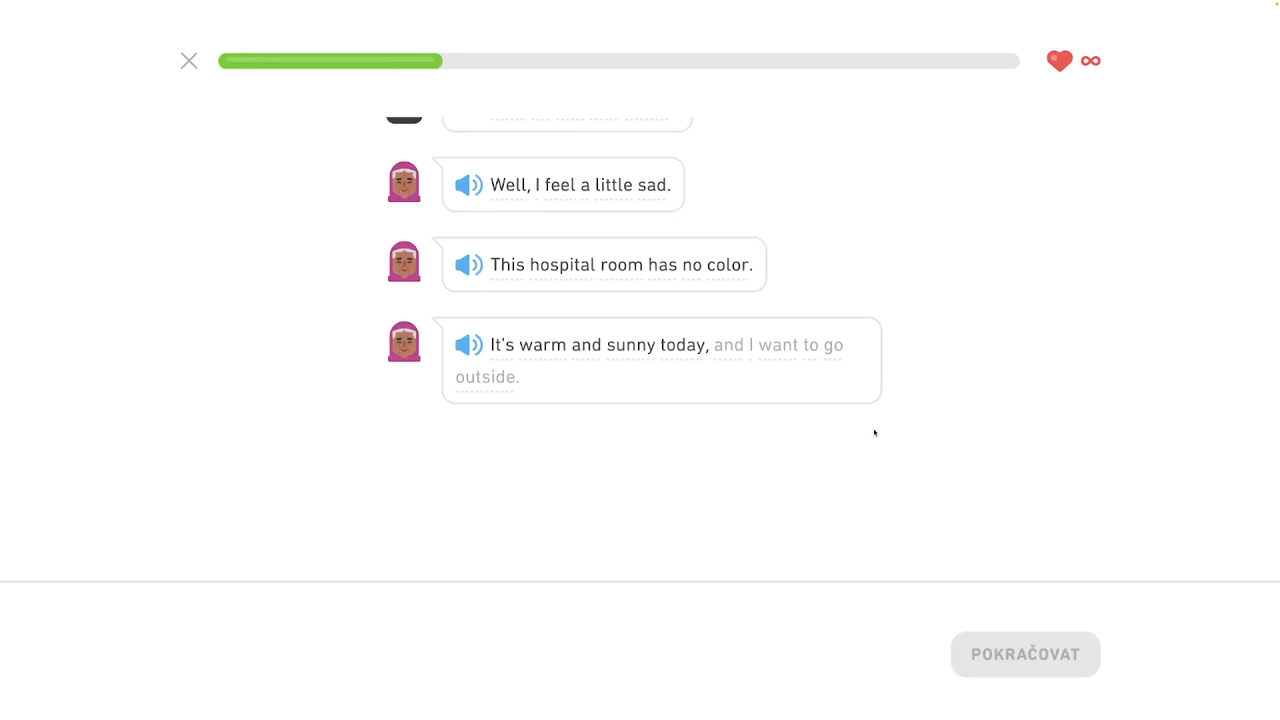 Well, I feel a little sad.
This hospital room has no color.
It's warm and sunny today, and I want to go
outside.
POKRAČOVAT